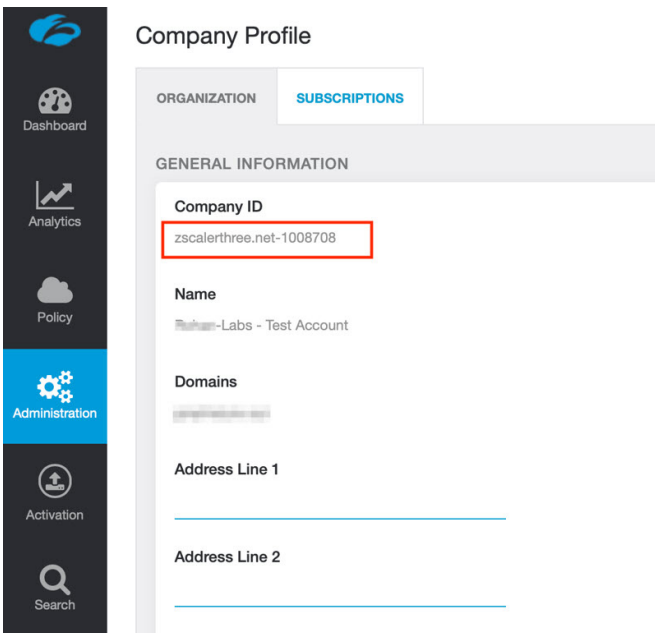 Company Profile
Dashboard
Analytics
Policy
Administration
Activation
Search
ORGANIZATION
SUBSCRIPTIONS
GENERAL INFORMATION
Company ID
zscalerthree.net-1008708
Name
-Labs - Test Account
Domains
Address Line 1
Address Line 2